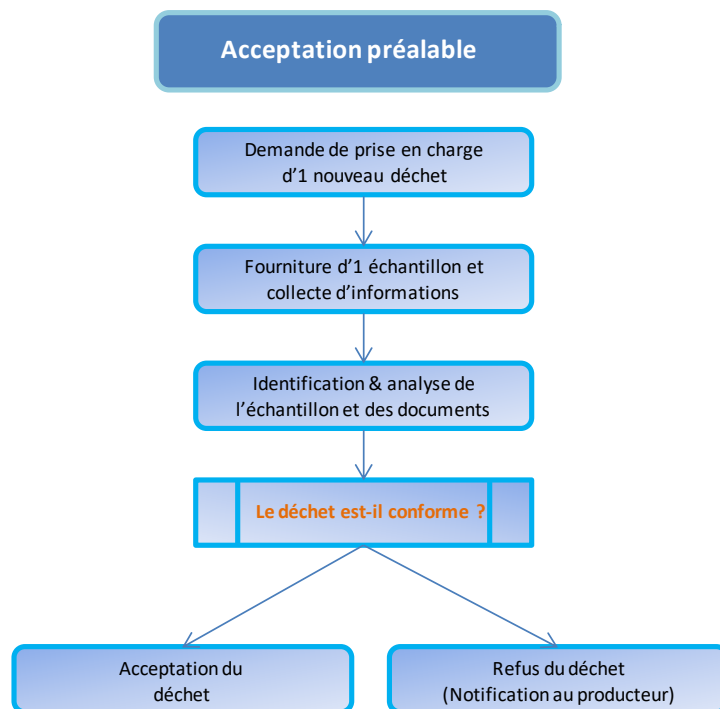 Acceptation préalable
Demande de prise en charge
d’1 nouveau déchet
Fourniture d’1 échantillon et
collecte d’informations
Identification & analyse de
l’échantillon et des documents
Le déchet est-il conforme ?
Acceptation du
déchet
Refus du déchet
(Notification au producteur)